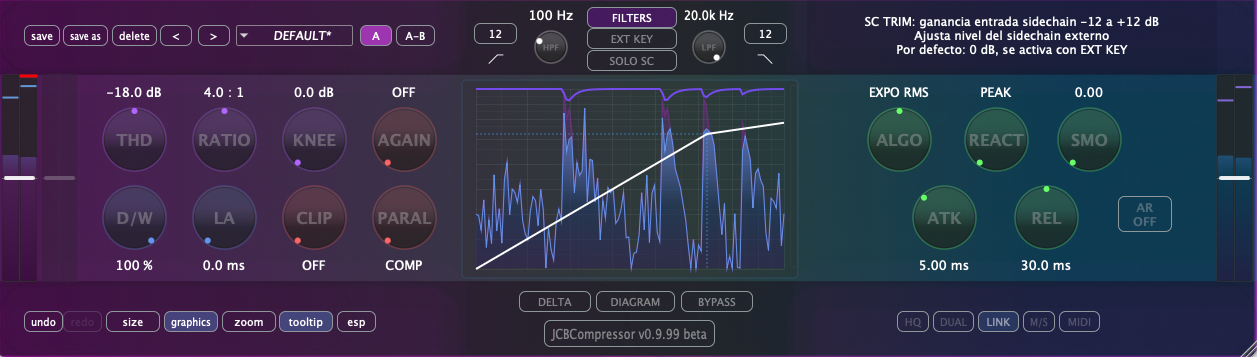 save
save as
delete
<
>
DEFAULT*
A
A-B
12
100 Hz
HPF
FILTERS
EXT KEY
SOLO SC
20.0k Hz
LPF
12
SC TRIM: ganancia entrada sidechain -12 a +12 dB
Ajusta nivel del sidechain externo
Por defecto: 0 dB, se activa con EXT KEY
-18.0 dB
4.0 : 1
0.0 dB
OFF
THD
RATIO
KNEE
AGAIN
D/W
LA
CLIP
PARAL
100 %
0.0 ms
OFF
COMP
EXPO RMS
PEAK
0.00
ALGO
REACT
SMO
ATK
REL
AR
OFF
5.00 ms
30.0 ms
DELTA
DIAGRAM
BYPASS
undo
redo
size
graphics
zoom
tooltip
esp
JCBCompressor v0.9.99 beta
HQ
DUAL
LINK
M/S
MIDI